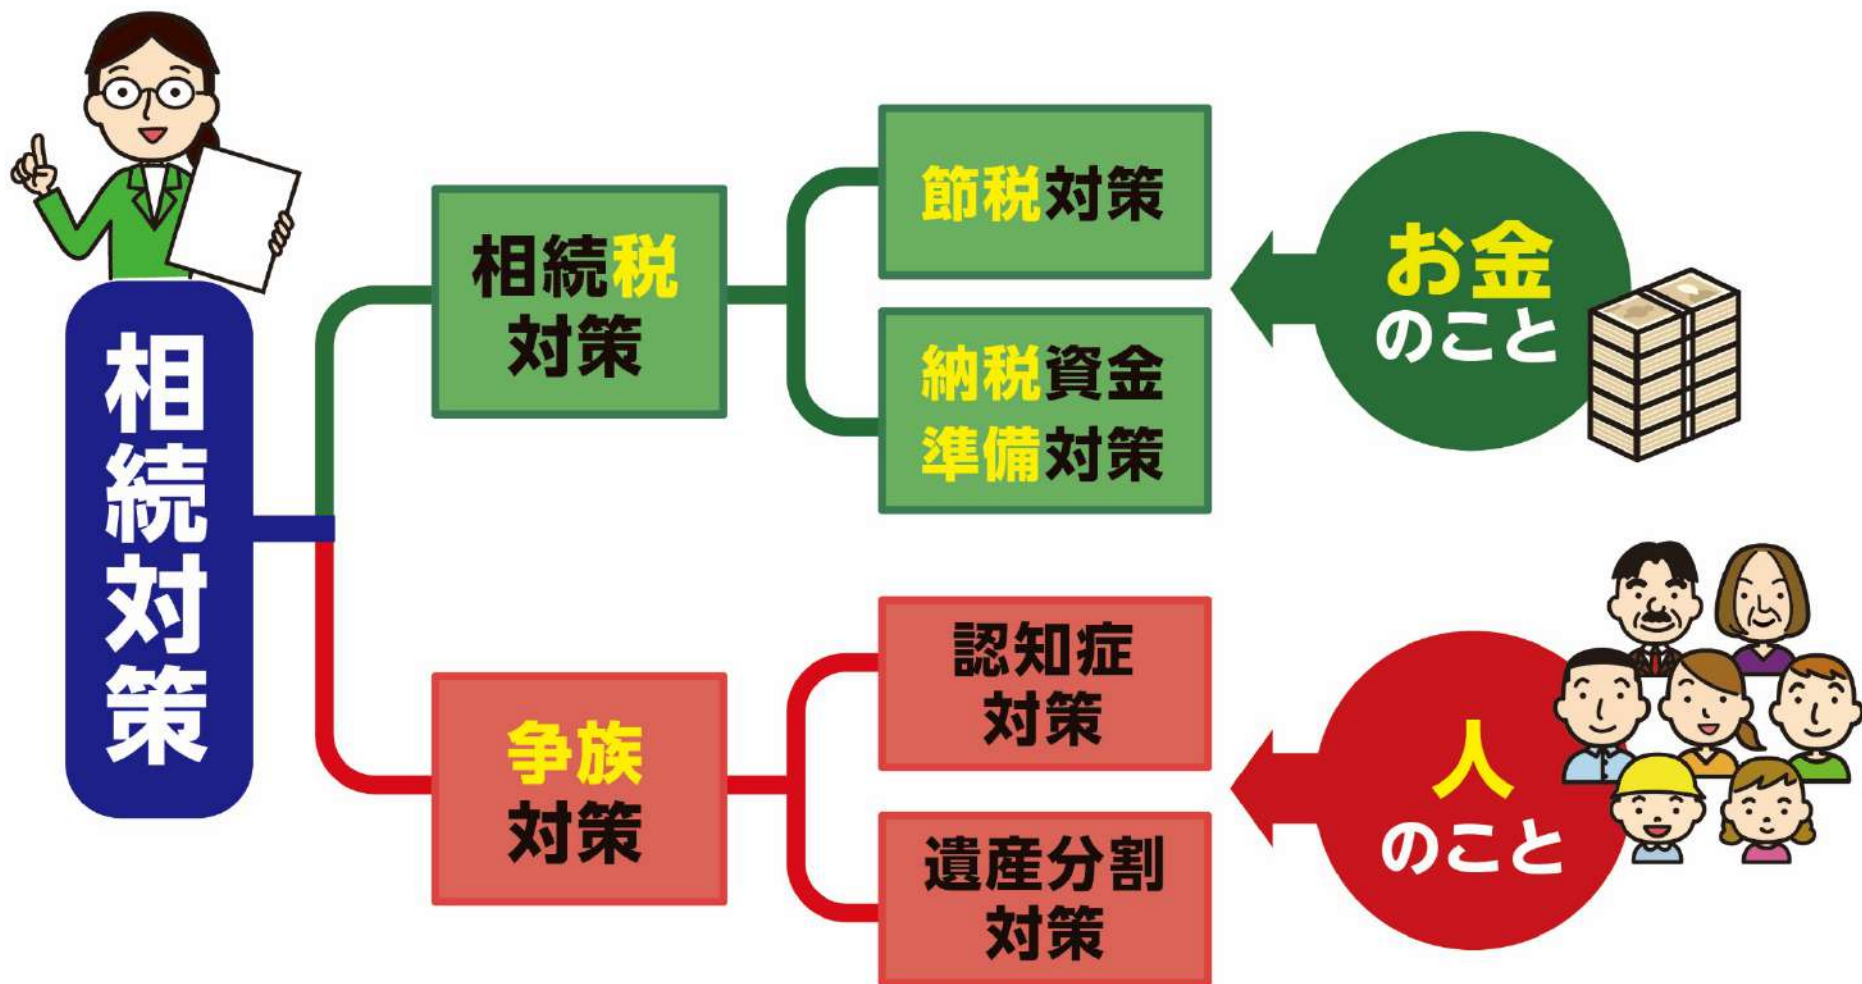 相続対策
相続税
対策
節税対策
納税資金
準備対策
お金
のこと
争族
対策
認知症
対策
遺産分割
対策
人
のこと